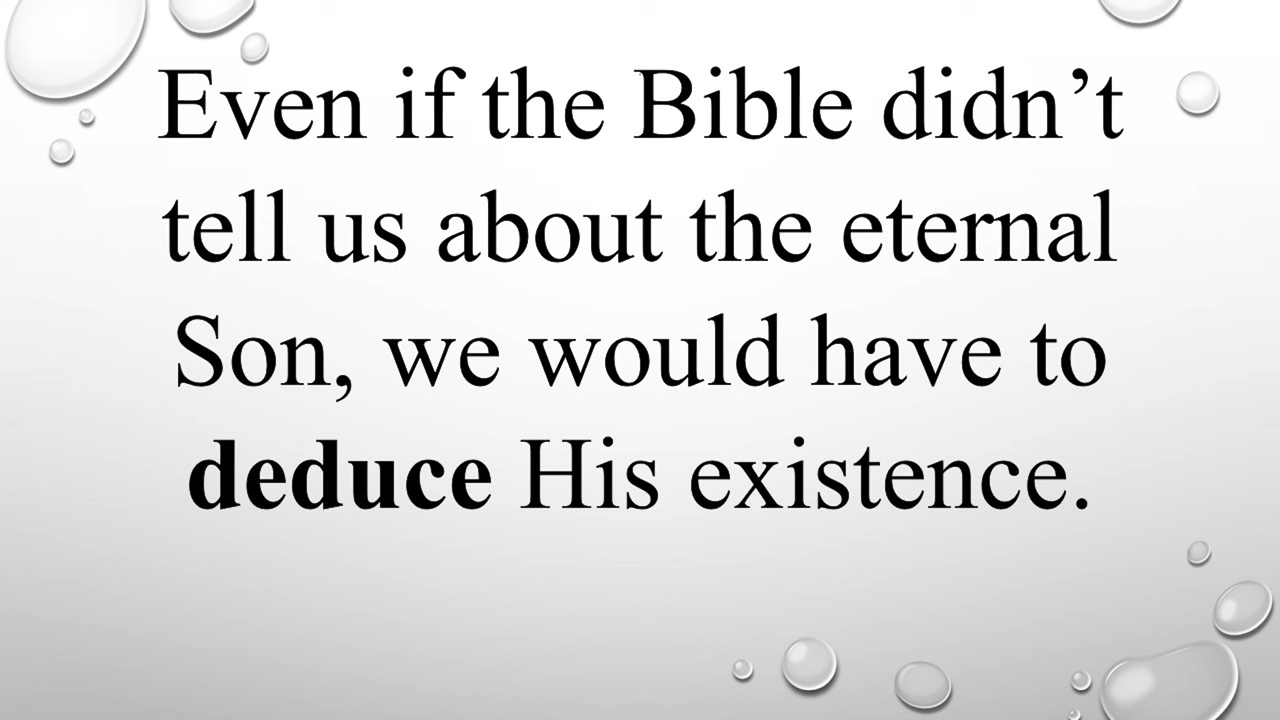 Even if the Bible didn’t
tell us about the eternal
Son, we would have to
deduce His existence.